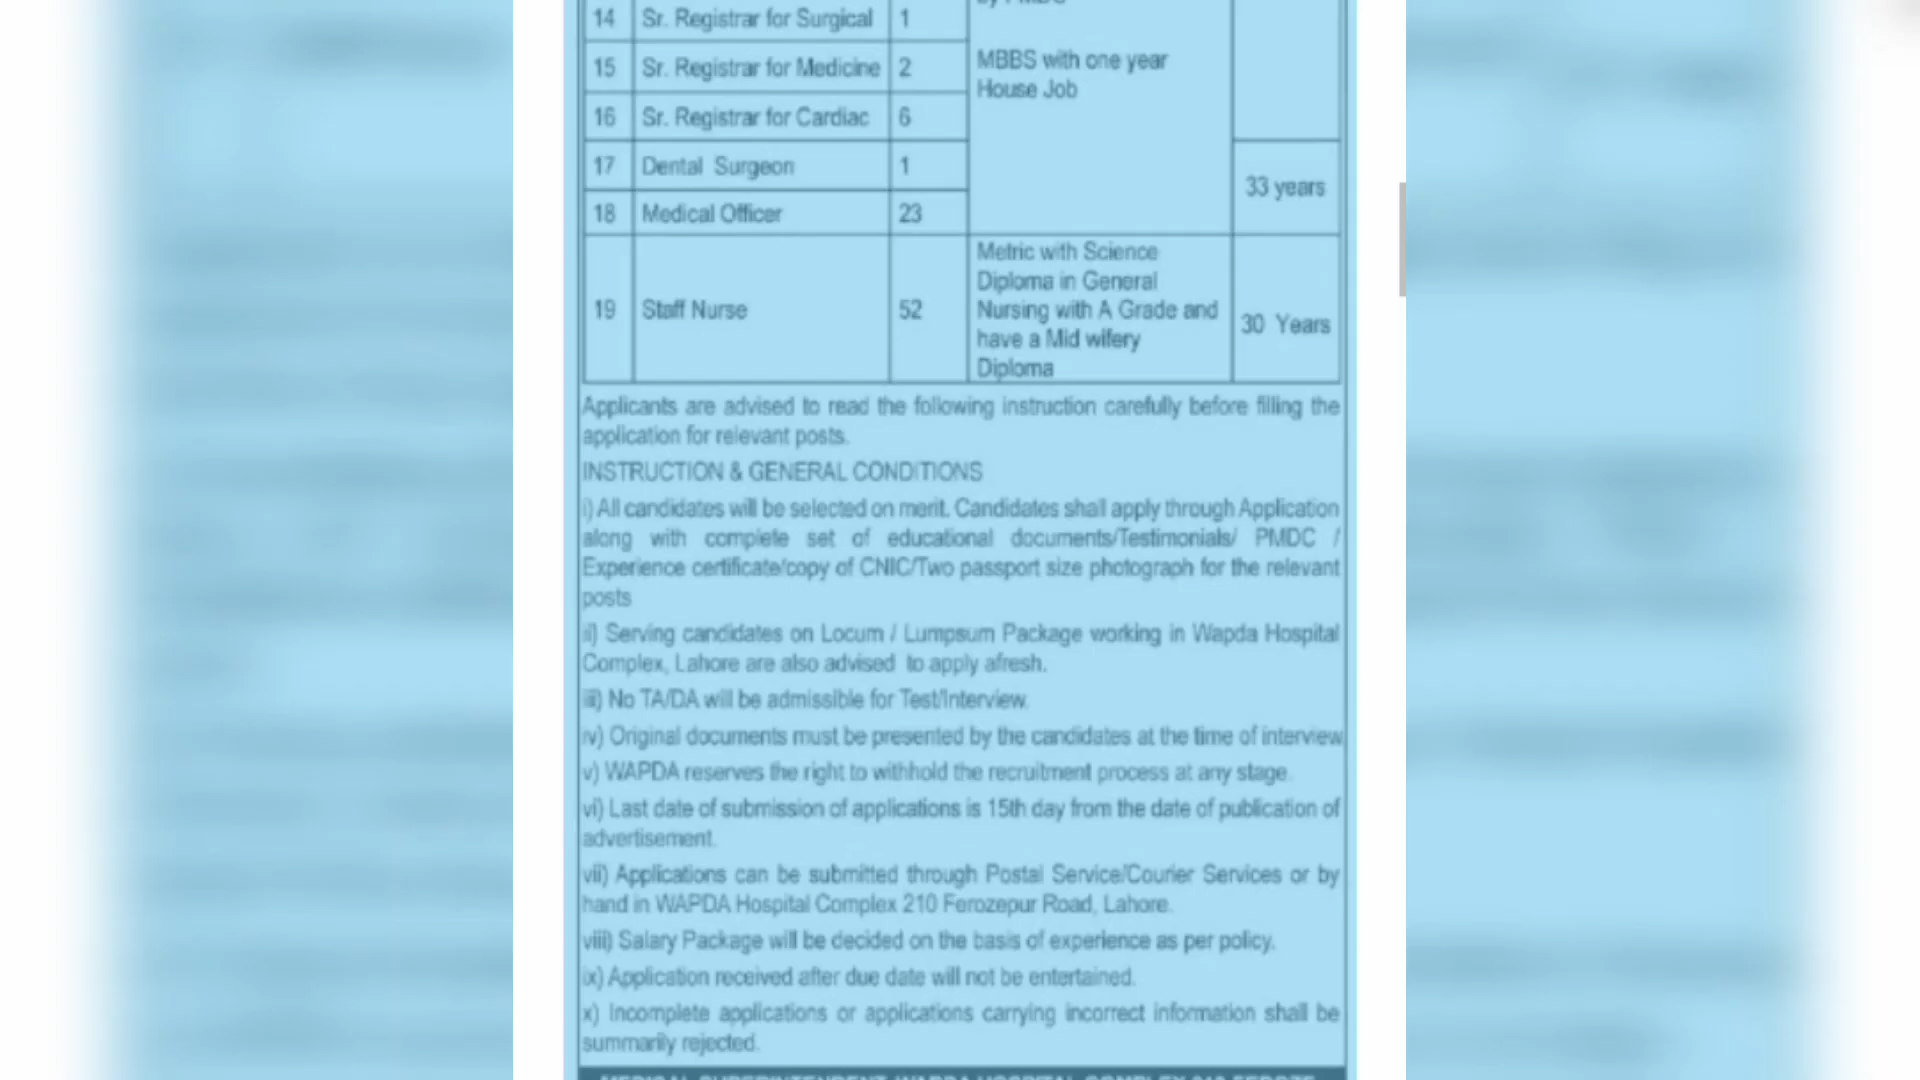 14 Sr. Registrar for Surgical 1
15 Sr. Registrar for Medicine 2
MBBS with one year
House Job
16 Sr. Registrar for Cardiac 6
17 Dental Surgeon 1
33 years
18 Medical Officer 23
19 Staff Nurse 52
Metric with Science
Diploma in General
Nursing with A Grade and
have a Mid wifery
Diploma
30 Years
Applicants are advised to read the following instruction carefully before filling the
application for relevant posts.
INSTRUCTION & GENERAL CONDITIONS
i) All candidates will be selected on merit. Candidates shall apply through Application
along with complete set of educational documents/Testimonials/ PMDC /
Experience certificate/copy of CNIC/Two passport size photograph for the relevant
posts
ii) Serving candidates on Locum / Lumpsum Package working in Wapda Hospital
Complex, Lahore are also advised to apply afresh.
iii) No TA/DA will be admissible for Test/Interview.
iv) Original documents must be presented by the candidates at the time of interview
v) WAPDA reserves the right to withhold the recruitment process at any stage.
vi) Last date of submission of applications is 15th day from the date of publication of
advertisement.
vii) Applications can be submitted through Postal Service/Courier Services or by
hand in WAPDA Hospital Complex 210 Ferozepur Road, Lahore.
viii) Salary Package will be decided on the basis of experience as per policy.
ix) Application received after due date will not be entertained.
x) Incomplete applications or applications carrying incorrect information shall be
summarily rejected.